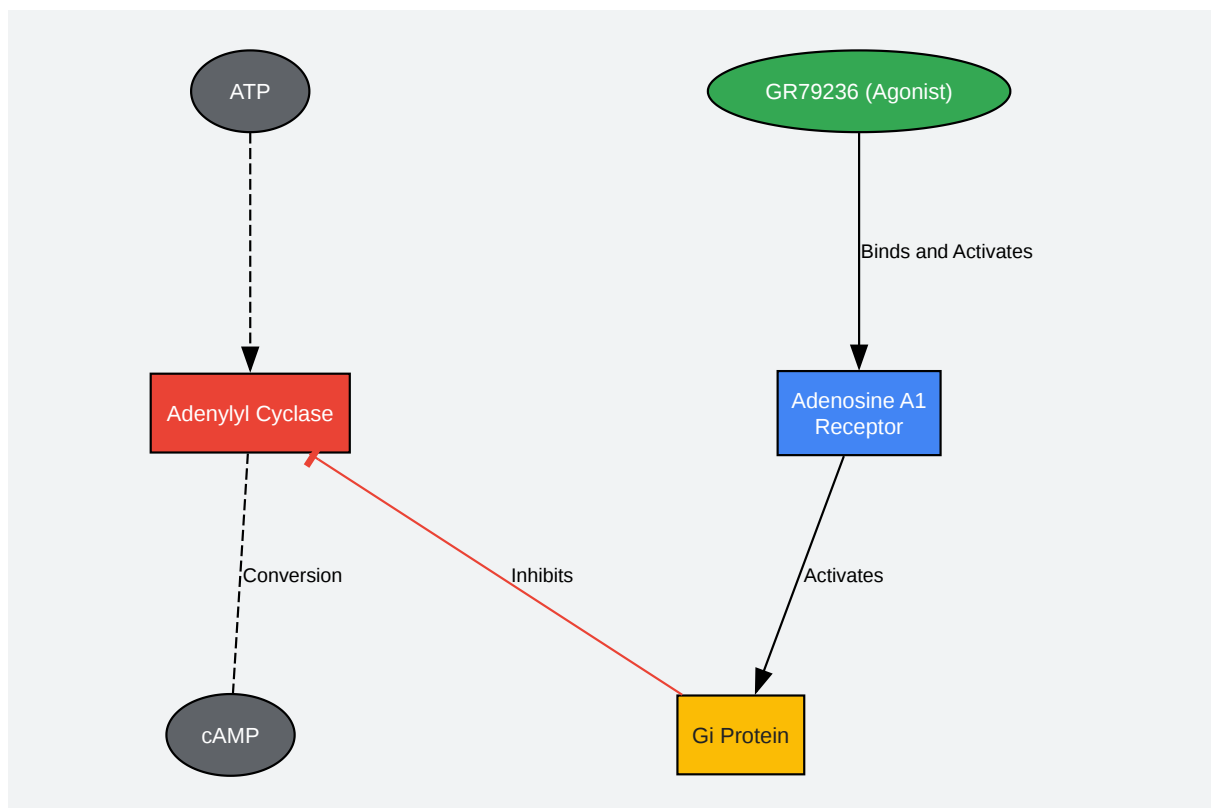 ATP
GR79236 (Agonist)
Binds and Activates
Adenylyl Cyclase
Adenosine A1
Receptor
Conversion
Inhibits
Activates
cAMP
Gi Protein